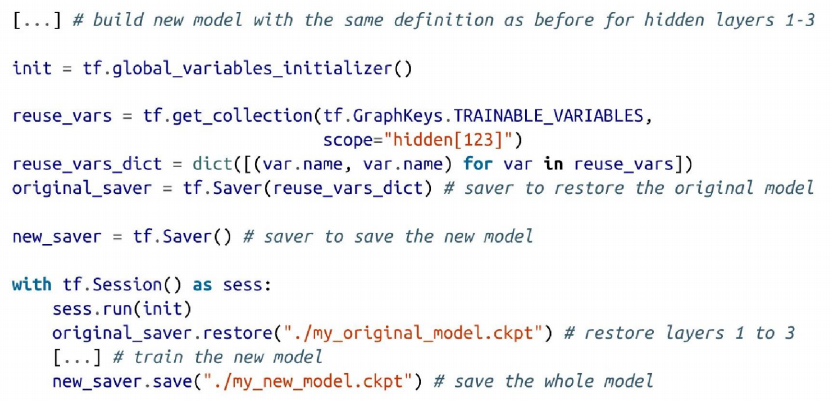 [...] # build new model with the same definition as before for hidden layers 1-3
init = tf.global_variables_initializer()
reuse_vars = tf.get_collection(tf.GraphKeys.TRAINABLE_VARIABLES,
scope="hidden[123]")
reuse_vars_dict = dict([(var.name, var.name) for var in reuse_vars])
original_saver = tf.Saver(reuse_vars_dict) # saver to restore the original model
new_saver = tf.Saver() # saver to save the new model
with tf.Session() as sess:
sess.run(init)
original_saver.restore("./my_original_model.ckpt") # restore layers 1 to 3
[...] # train the new model
new_saver.save("./my_new_model.ckpt") # save the whole model